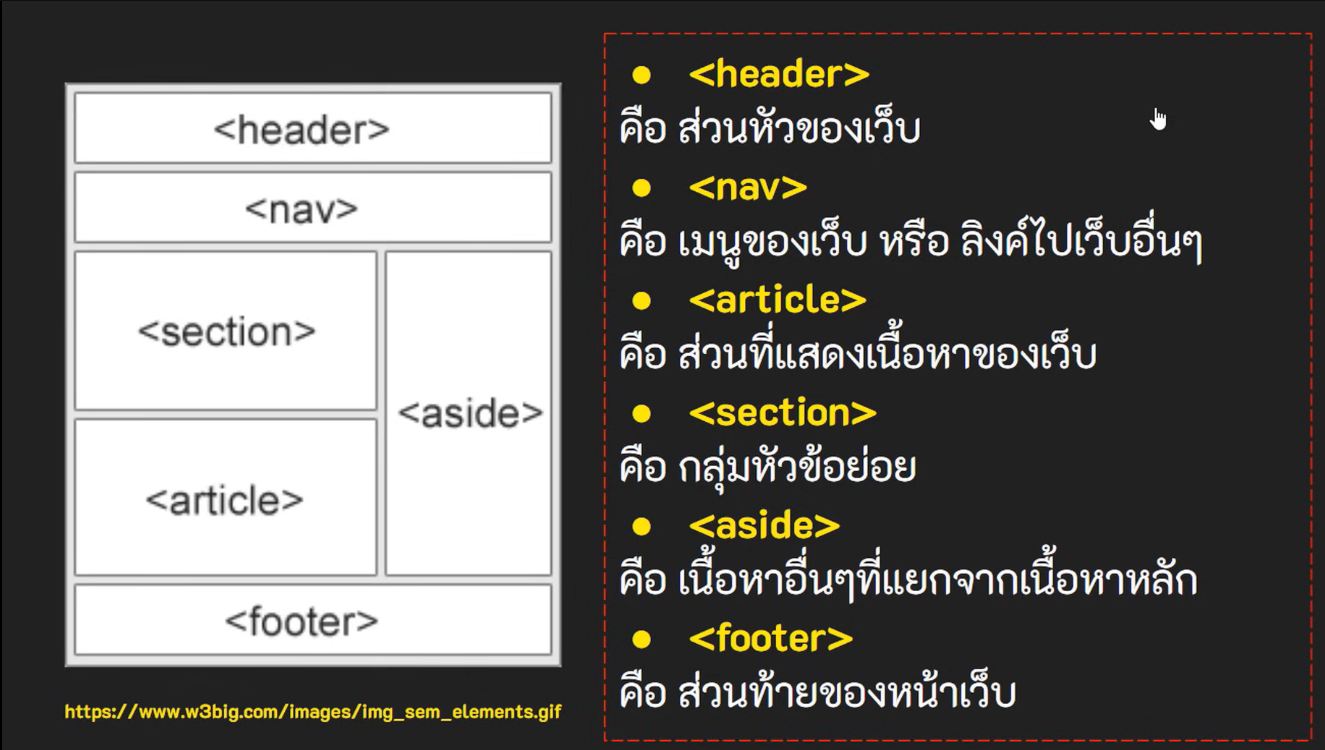 <header>
<nav>
<section>
<aside>
<article>
<footer>
https://www.w3big.com/images/img_sem_elements.gif
● <header>
คือ ส่วนหัวของเว็บ
● <nav>
คือ เมนูของเว็บ หรือ ลิงค์ไปเว็บอื่นๆ
● <article>
คือ ส่วนที่แสดงเนื้อหาของเว็บ
● <section>
คือ กลุ่มหัวข้อย่อย
● <aside>
คือ เนื้อหาอื่นๆที่แยกจากเนื้อหาหลัก
● <footer>
คือ ส่วนท้ายของหน้าเว็บ